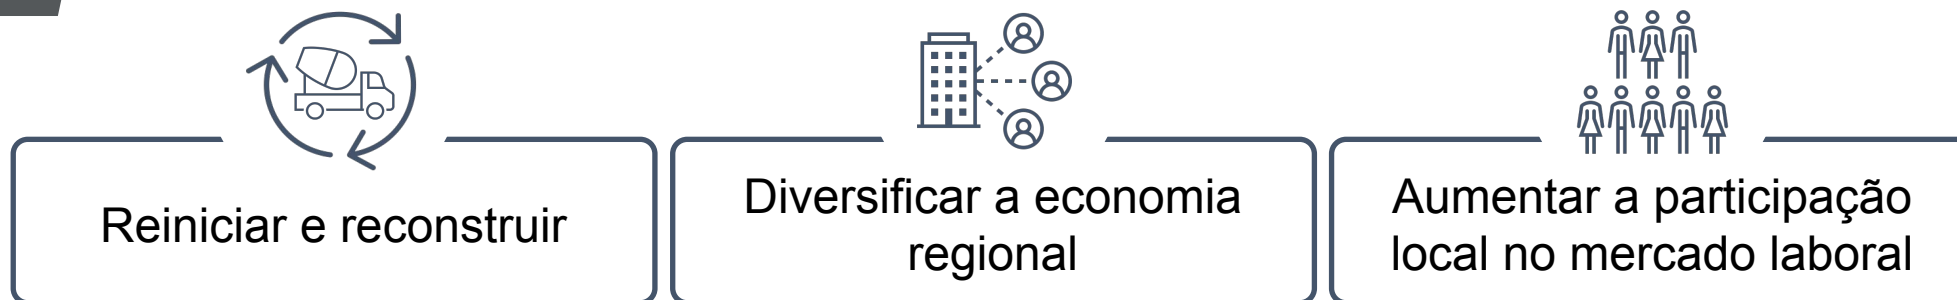 Reiniciar e reconstruir
Diversificar a economia
regional
Aumentar a participação
local no mercado laboral